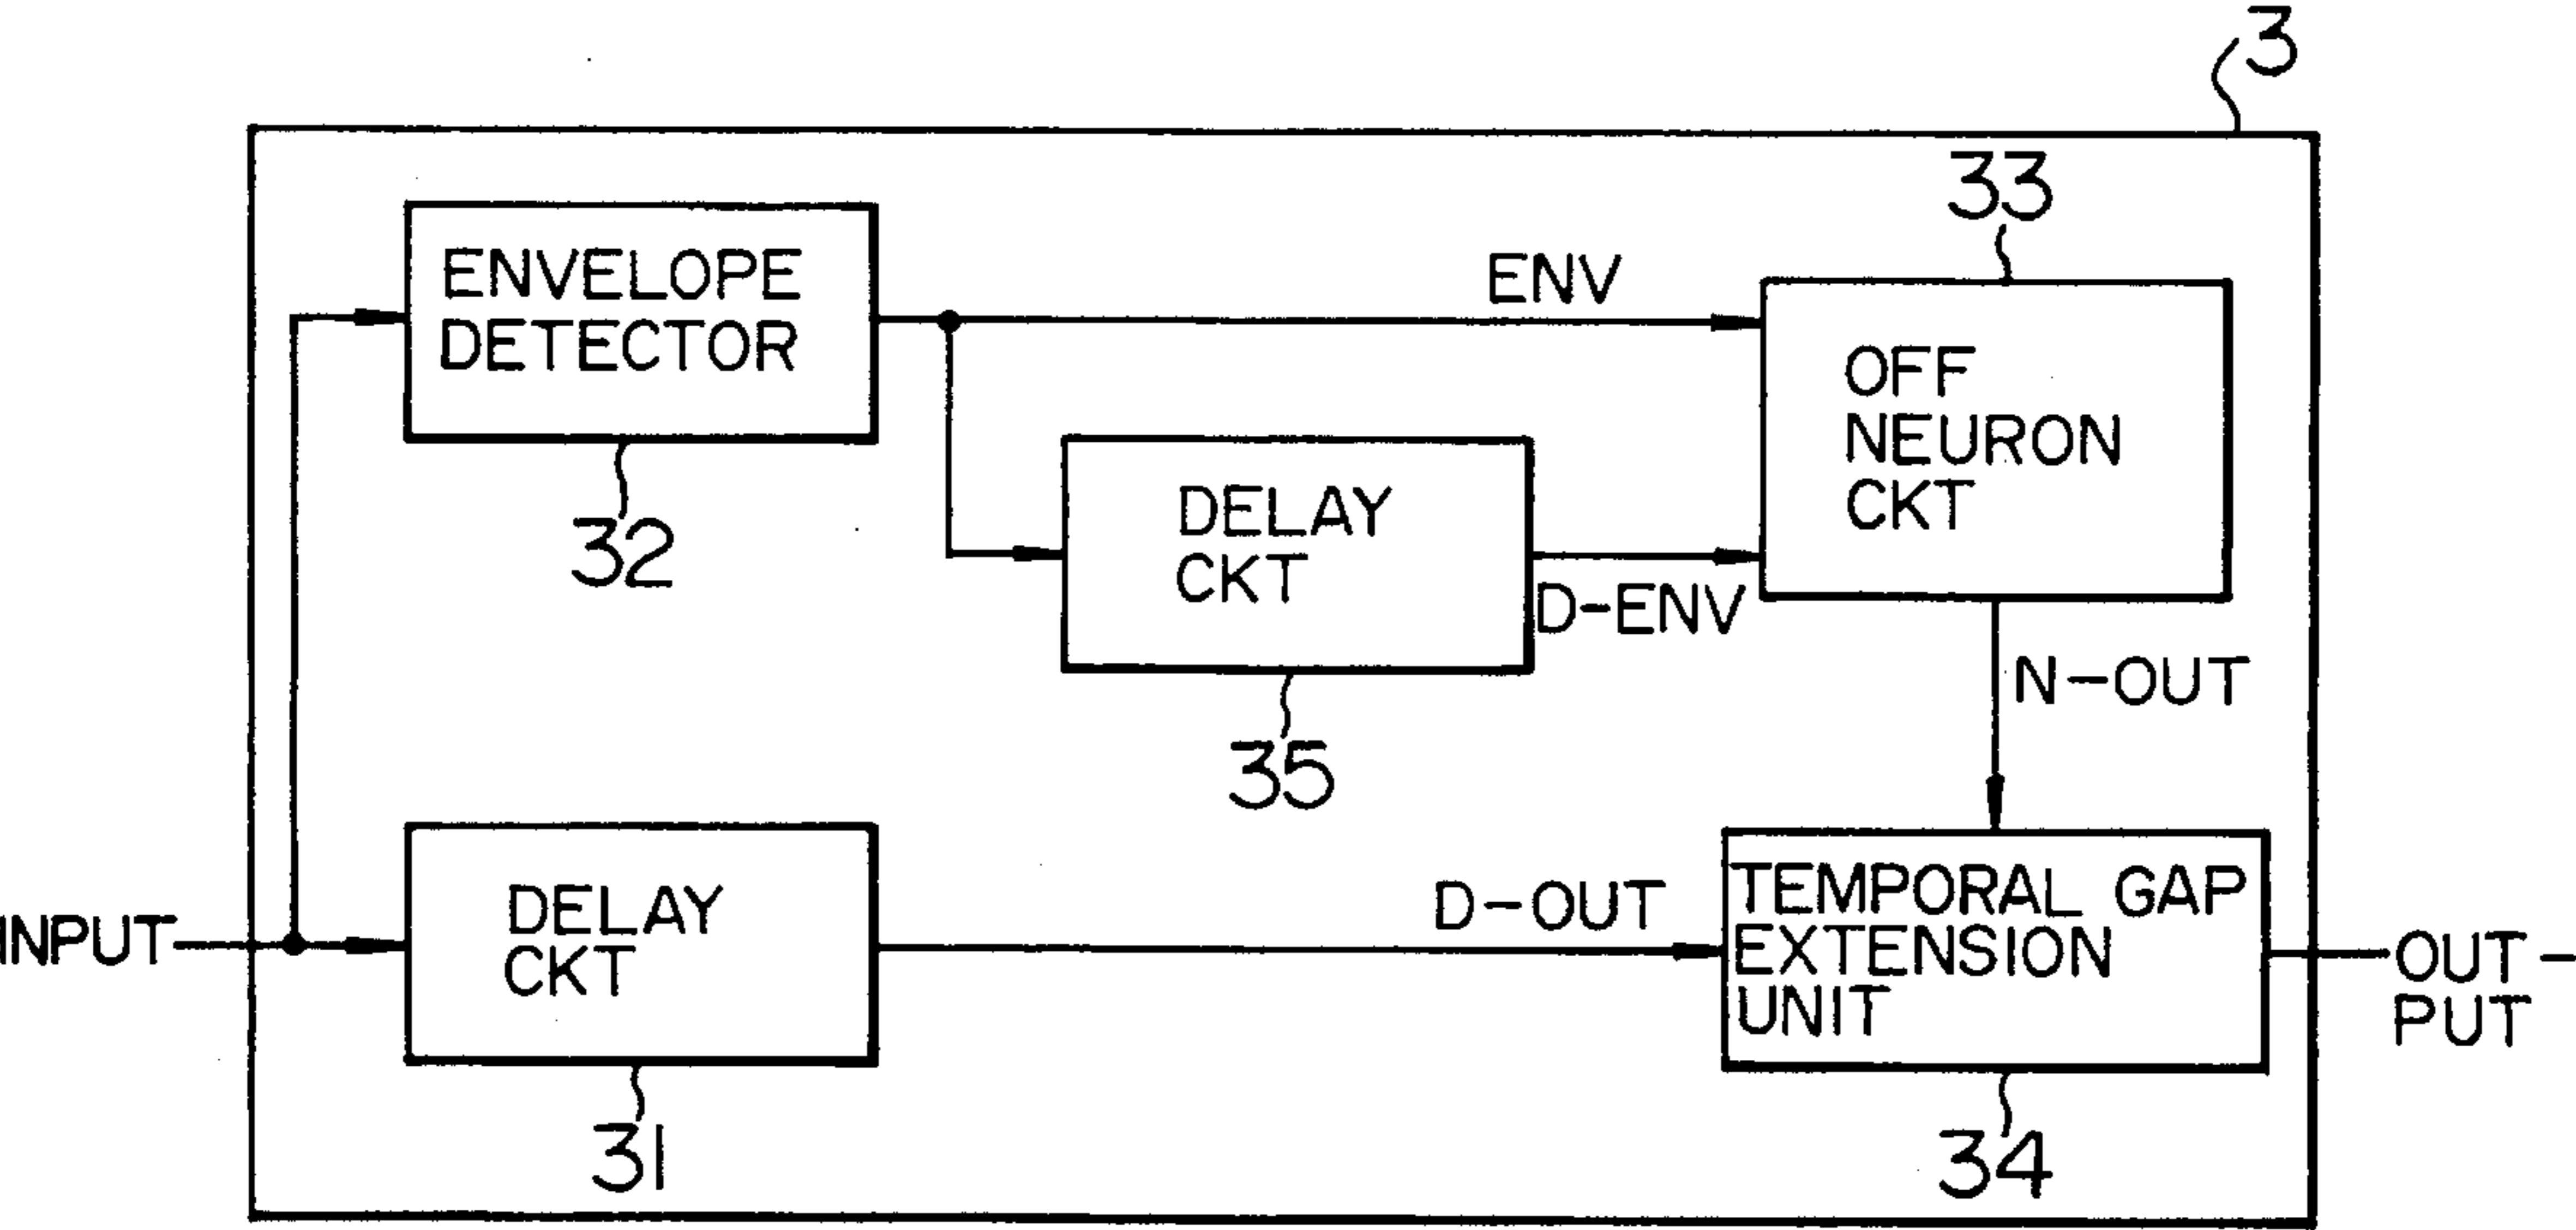 3
33
ENVELOPE
DETECTOR
32
ENV
OFF
NEURON
CKT
DELAY
CKT
35
D-ENV
N-OUT
INPUT
DELAY
CKT
31
D-OUT
TEMPORAL GAP
EXTENSION
UNIT
34
OUT-
PUT